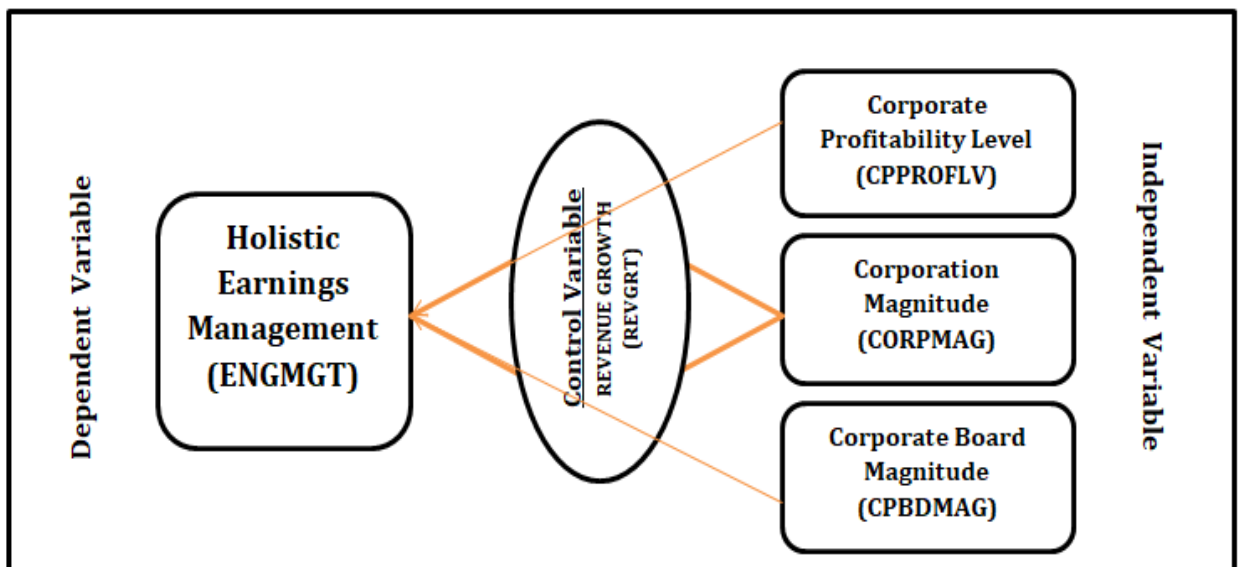 Dependent Variable
Holistic
Earnings
Management
(ENGMGT)
Control Variable
REVENUE GROWTH
(REVGRT)
Corporate
Profitability Level
(CPPROFLV)
Corporation
Magnitude
(CORPMAG)
Corporate Board
Magnitude
(CPBDMAG)
Independent Variable